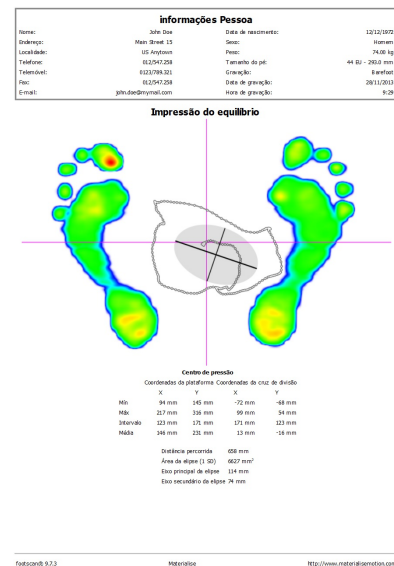 informações Pessoa
Nome: John Doe Data de nascimento: 12/12/1972
Endereço: Main Street 15 Sexo: Homem
Localidade: US Anytown Peso: 74.00 kg
Telefone: 012/547.258 Tamanho do pé: 44 EU - 293.0 mm
Telemóvel: 0123/789.321 Gravação: Barefoot
Fax: 012/547.258 Data de gravação: 28/11/2013
E-mail: john.doe@mymail.com Hora de gravação: 9:29
Impressão do equilíbrio
Centro de pressão
Coordenadas da plataforma Coordenadas da cruz de divisão
X Y X Y
Mín 94 mm 145 mm -72 mm -68 mm
Máx 217 mm 316 mm 99 mm 54 mm
Intervalo 123 mm 171 mm 171 mm 123 mm
Média 146 mm 231 mm 13 mm -16 mm
Distância percorrida 658 mm
Área da elipse (1 SD) 6627 mm²
Eixo principal da elipse 114 mm
Eixo secundário da elipse 74 mm
footscan® 9.7.3 Materialise http://www.materialisemotion.com